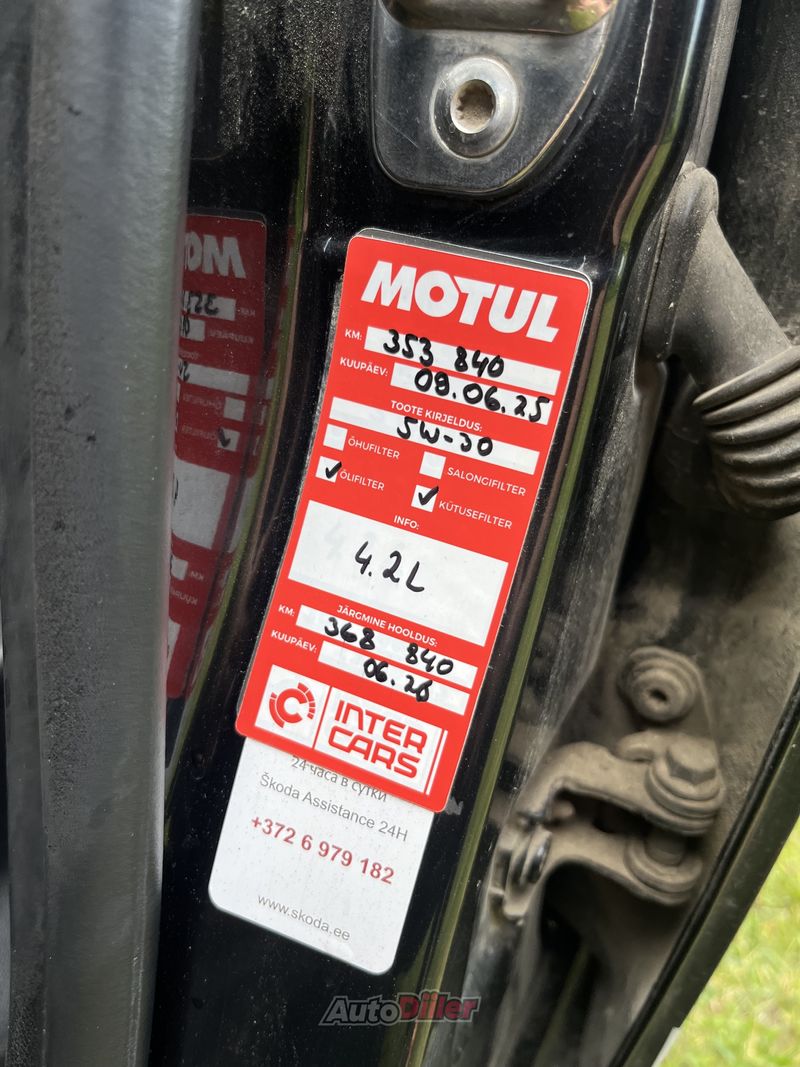 MOTUL
KM: 353 840
KUUPÄEV: 09.06.25
TOOTE KIRJELDUS:
5W-30
ÕHUFILTER SALONGIFILTER
✓ ÕLIFILTER ✓ KÜTUSEFILTER
INFO:
4.2L
JÄRGMINE HOOLDUS:
KM: 368 840
KUUPÄEV: 06.26
INTER
CARS
24 часа в сутки
Škoda Assistance 24H
+372 6 979 182
www.skoda.ee
AutoDiiler